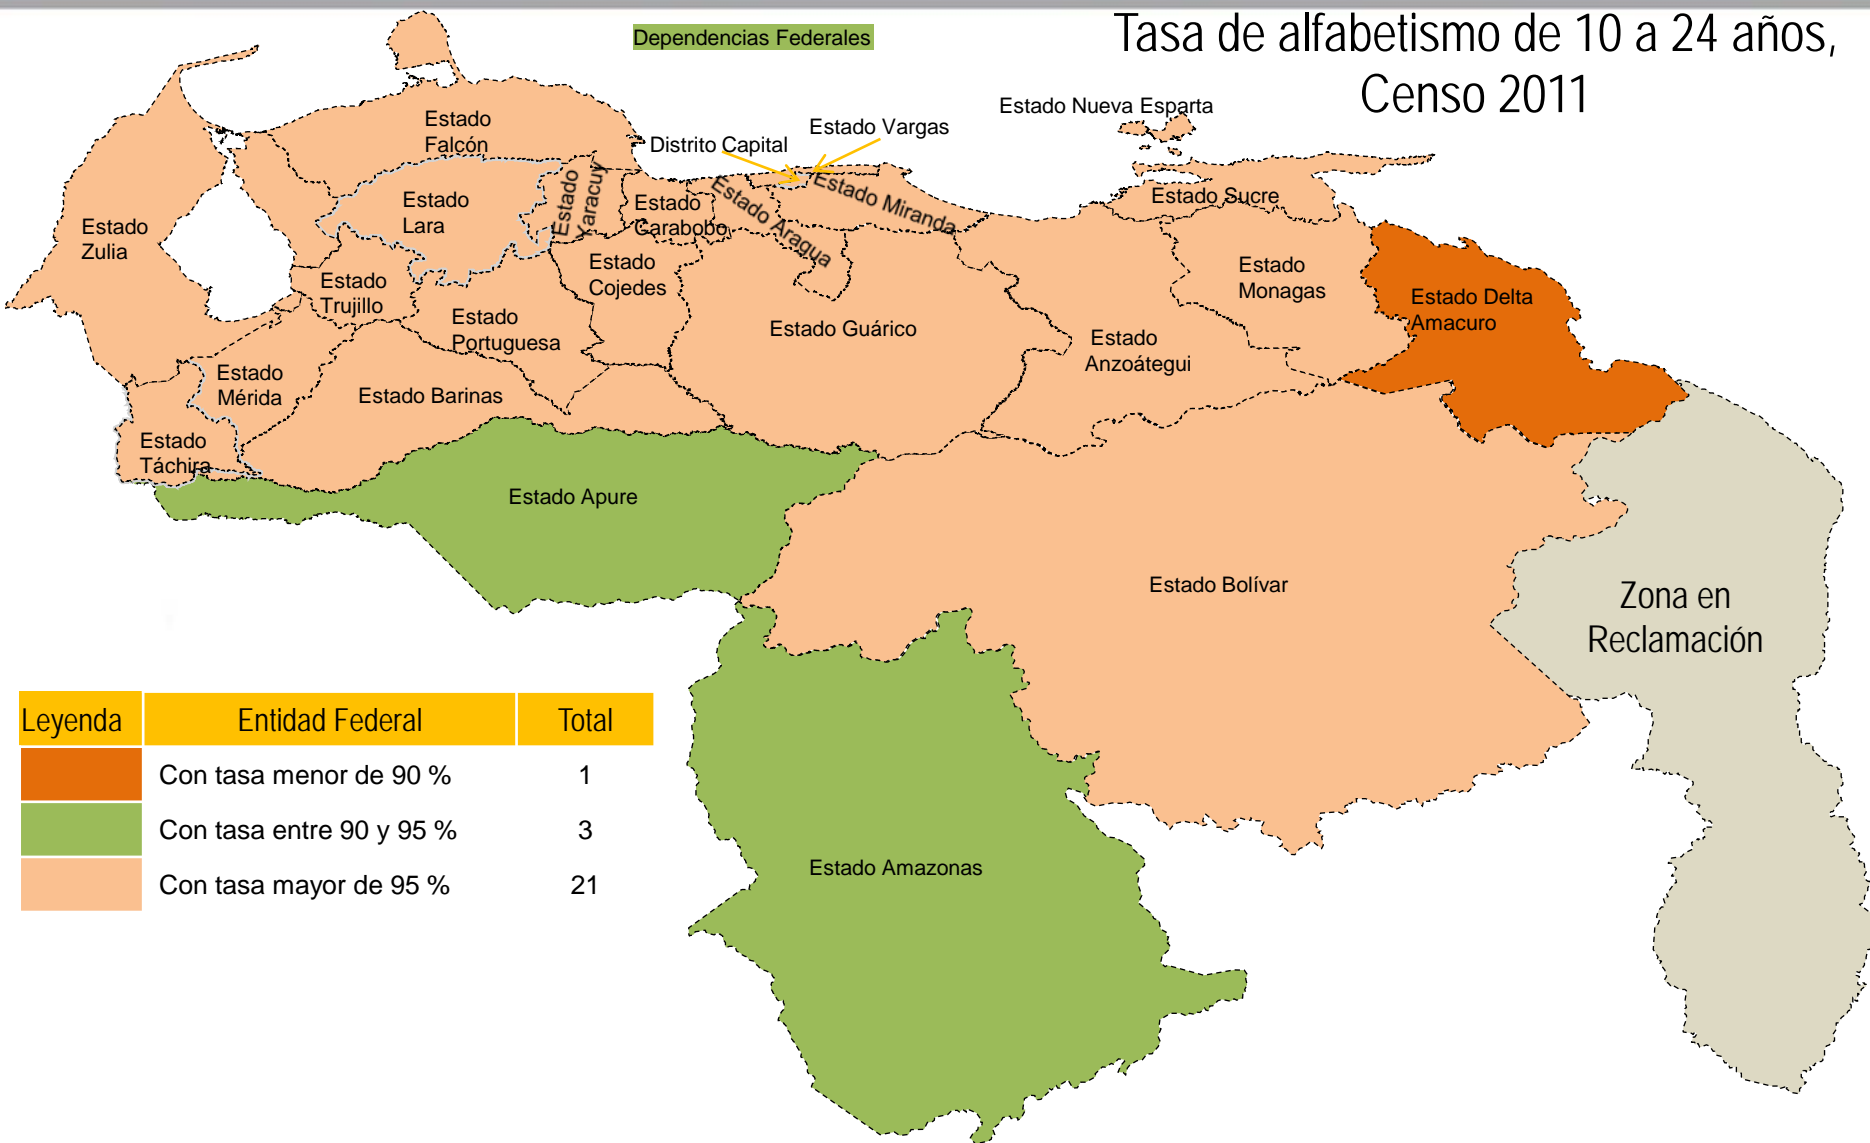 Tasa de alfabetismo de 10 a 24 años,
Censo 2011
Dependencias Federales
Estado Nueva Esparta
Estado Vargas
Distrito Capital
Estado
Falcón
Estado
Lara
Estado
Yaracuy
Estado
Carabobo
Estado Aragua
Estado Miranda
Estado Sucre
Estado
Zulia
Estado
Trujillo
Estado
Cojedes
Estado
Portuguesa
Estado Guárico
Estado
Anzoátegui
Estado
Monagas
Estado Delta
Amacuro
Estado
Mérida
Estado Barinas
Estado
Táchira
Estado Apure
Estado Bolívar
Zona en
Reclamación
Estado Amazonas
Leyenda Entidad Federal Total
Con tasa menor de 90 % 1
Con tasa entre 90 y 95 % 3
Con tasa mayor de 95 % 21